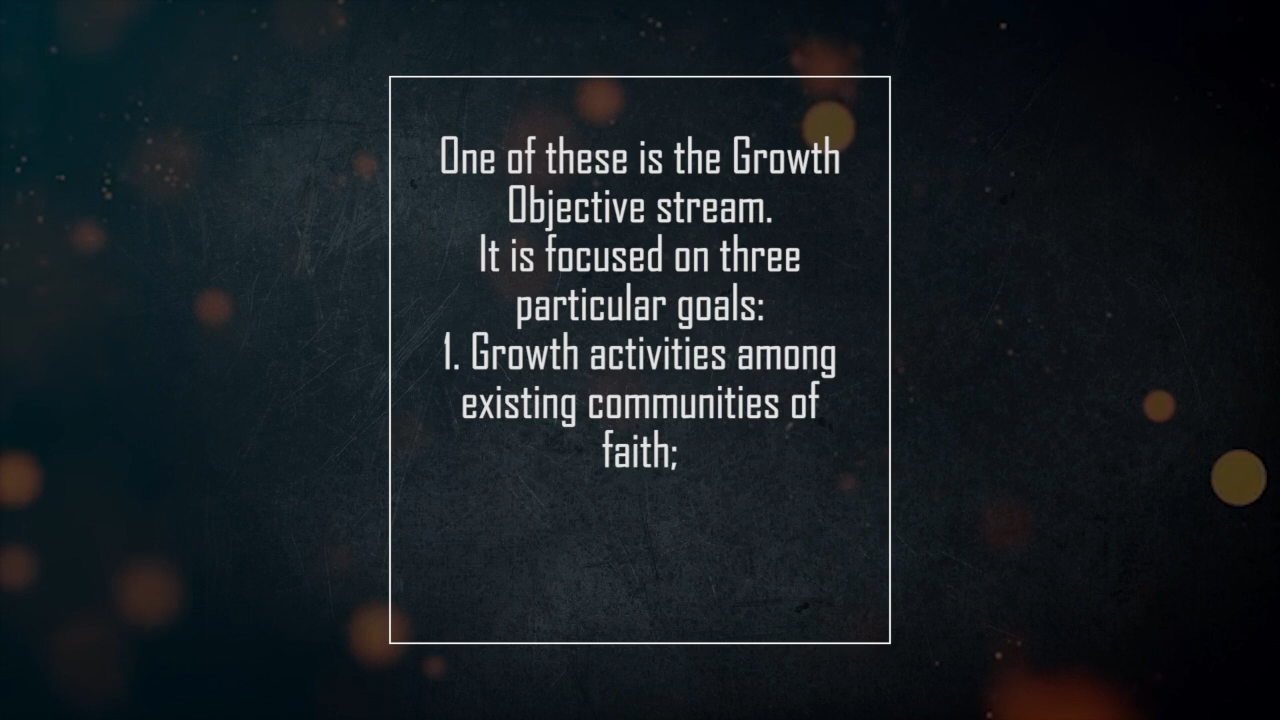 One of these is the Growth
Objective stream.
It is focused on three
particular goals:
1. Growth activities among
existing communities of
faith;